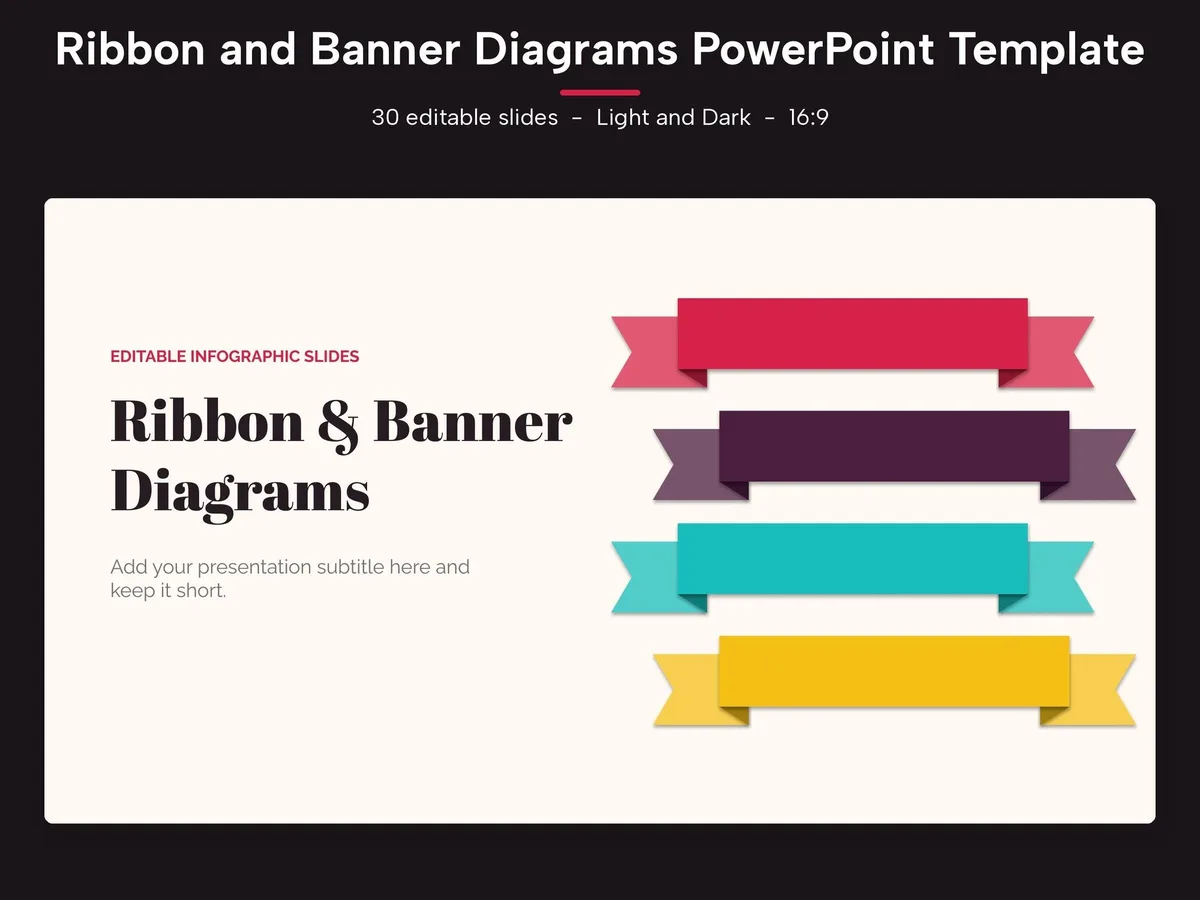 Ribbon and Banner Diagrams PowerPoint Template
30 editable slides - Light and Dark - 16:9
EDITABLE INFOGRAPHIC SLIDES
Ribbon & Banner
Diagrams
Add your presentation subtitle here and
keep it short.